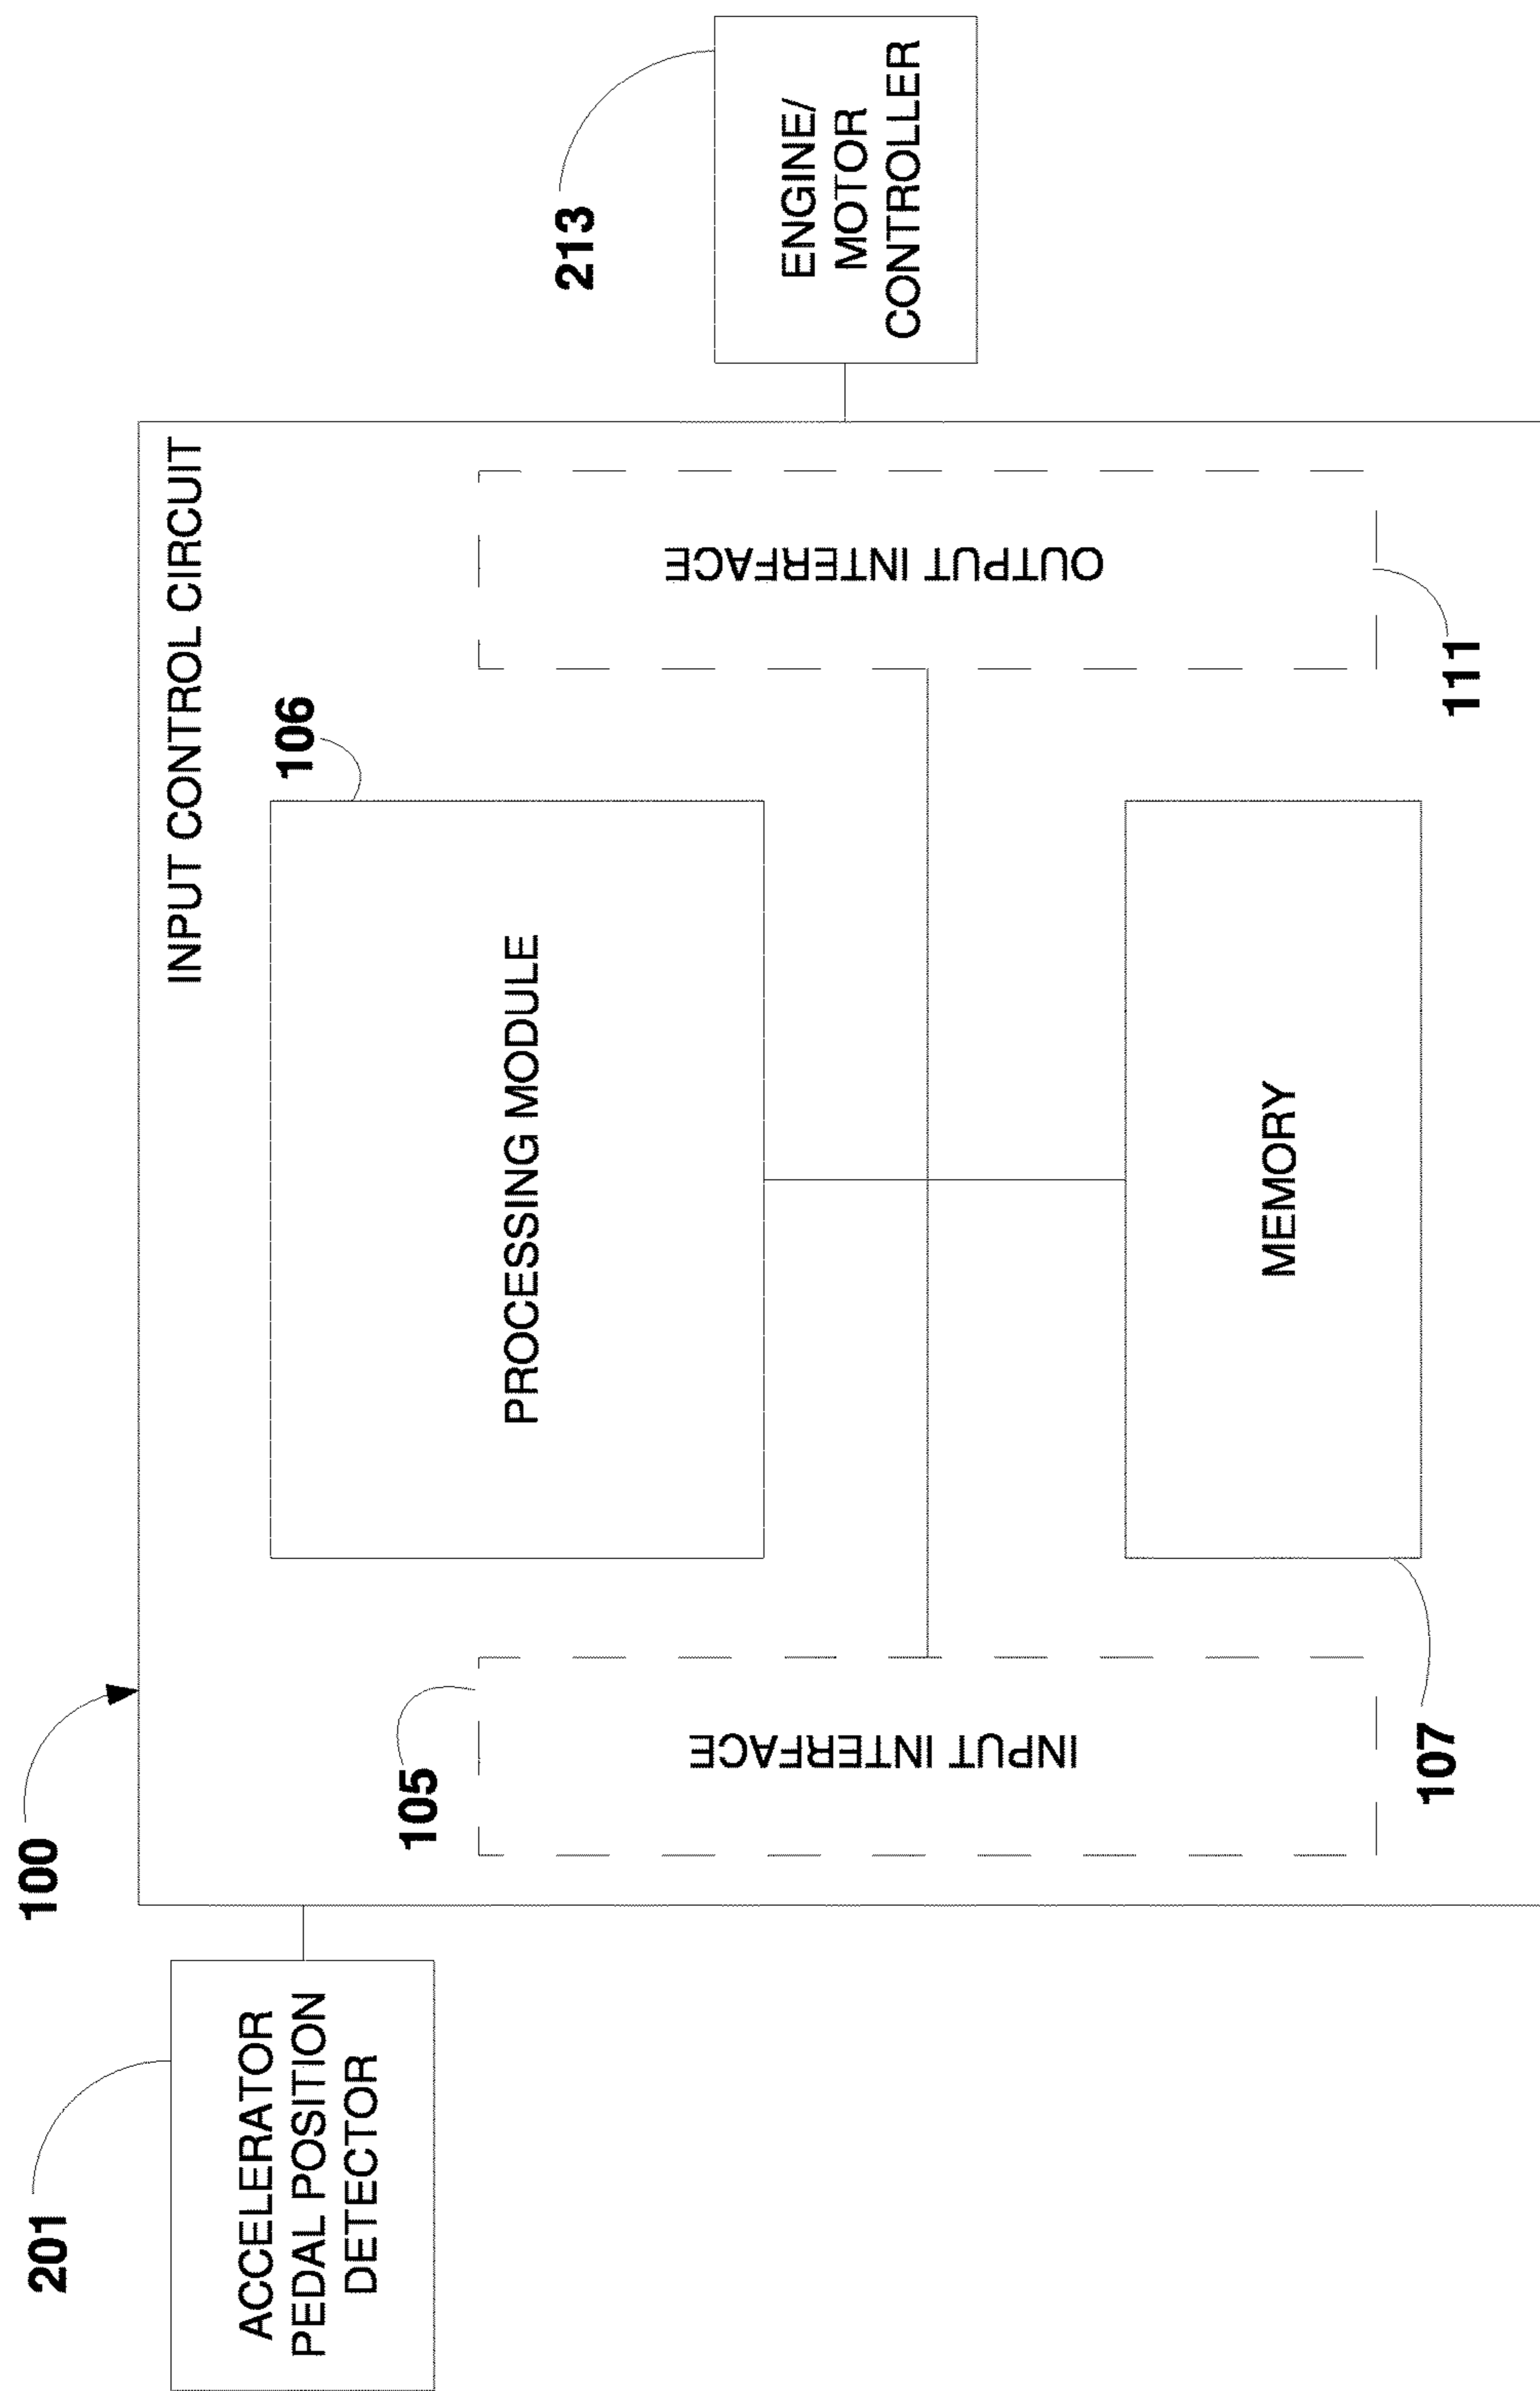 100
INPUT CONTROL CIRCUIT
201
ACCELERATOR
PEDAL POSITION
DETECTOR
105
INPUT INTERFACE
106
PROCESSING MODULE
107
MEMORY
OUTPUT INTERFACE
111
213
ENGINE/
MOTOR
CONTROLLER